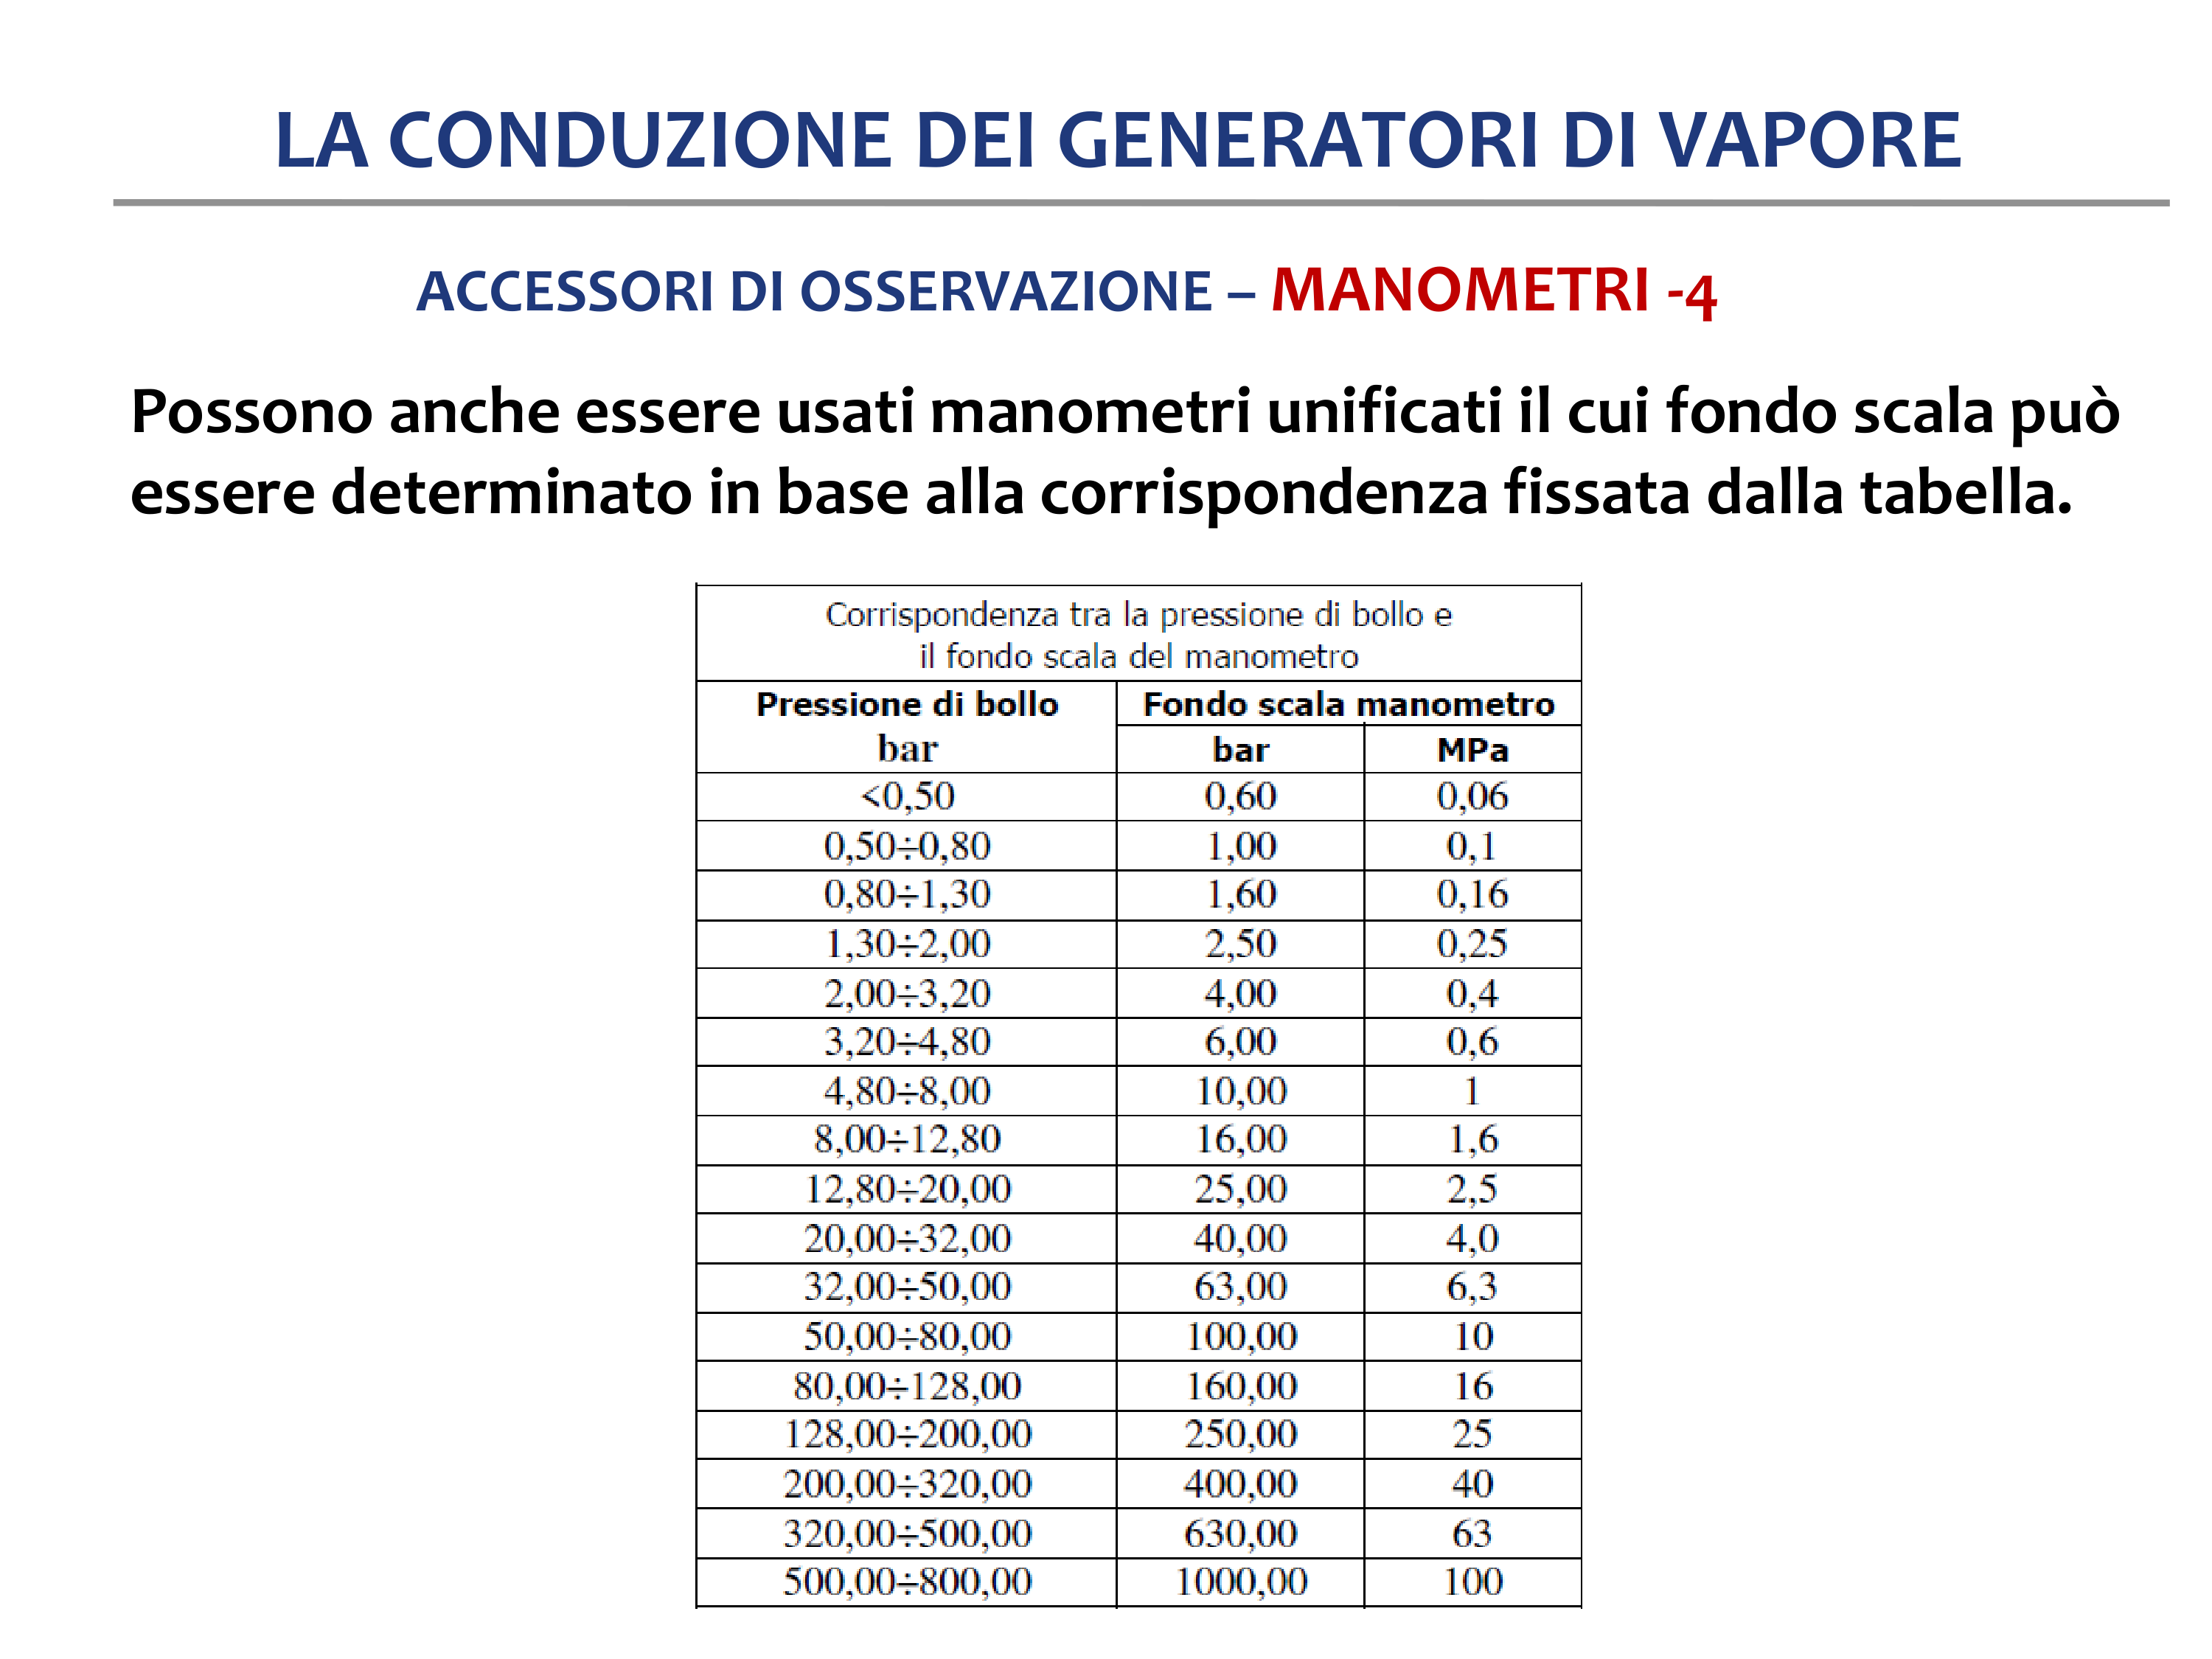 LA CONDUZIONE DEI GENERATORI DI VAPORE
ACCESSORI DI OSSERVAZIONE – MANOMETRI -4
Possono anche essere usati manometri unificati il cui fondo scala può
essere determinato in base alla corrispondenza fissata dalla tabella.
Corrispondenza tra la pressione di bollo e
il fondo scala del manometro
Pressione di bollo Fondo scala manometro
bar bar MPa
<0,50 0,60 0,06
0,50÷0,80 1,00 0,1
0,80÷1,30 1,60 0,16
1,30÷2,00 2,50 0,25
2,00÷3,20 4,00 0,4
3,20÷4,80 6,00 0,6
4,80÷8,00 10,00 1
8,00÷12,80 16,00 1,6
12,80÷20,00 25,00 2,5
20,00÷32,00 40,00 4,0
32,00÷50,00 63,00 6,3
50,00÷80,00 100,00 10
80,00÷128,00 160,00 16
128,00÷200,00 250,00 25
200,00÷320,00 400,00 40
320,00÷500,00 630,00 63
500,00÷800,00 1000,00 100